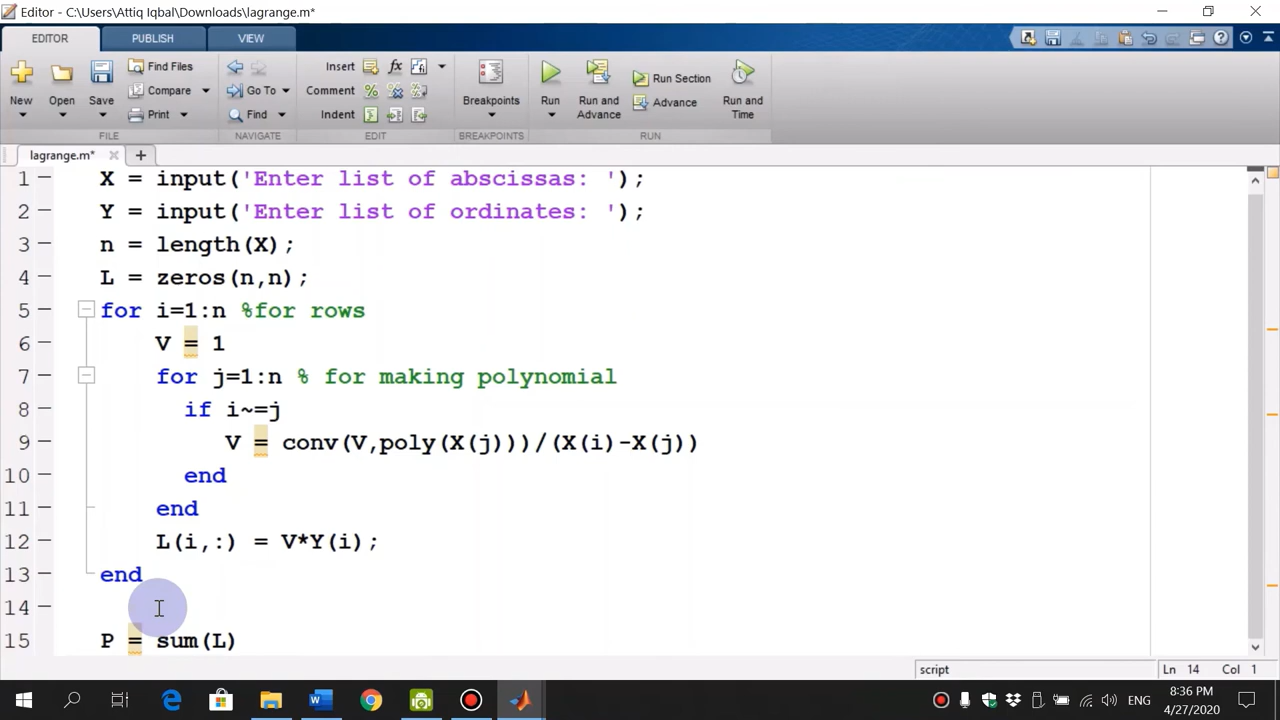 Editor - C:\Users\Attiq Iqbal\Downloads\lagrange.m*
EDITOR PUBLISH VIEW
New Open Save Find Files Compare Print
FILE
Go To Find
NAVIGATE
Insert fx
Comment
Indent
EDIT
Breakpoints
BREAKPOINTS
Run Run and Advance Run Section Advance Run and Time
RUN
lagrange.m*
1 X = input('Enter list of abscissas: ');
2 Y = input('Enter list of ordinates: ');
3 n = length(X);
4 L = zeros(n,n);
5 for i=1:n %for rows
6 V = 1
7 for j=1:n % for making polynomial
8 if i~=j
9 V = conv(V,poly(X(j)))/(X(i)-X(j))
10 end
11 end
12 L(i,:) = V*Y(i);
13 end
14
15 P = sum(L)
script Ln 14 Col 1
ENG 8:36 PM
4/27/2020